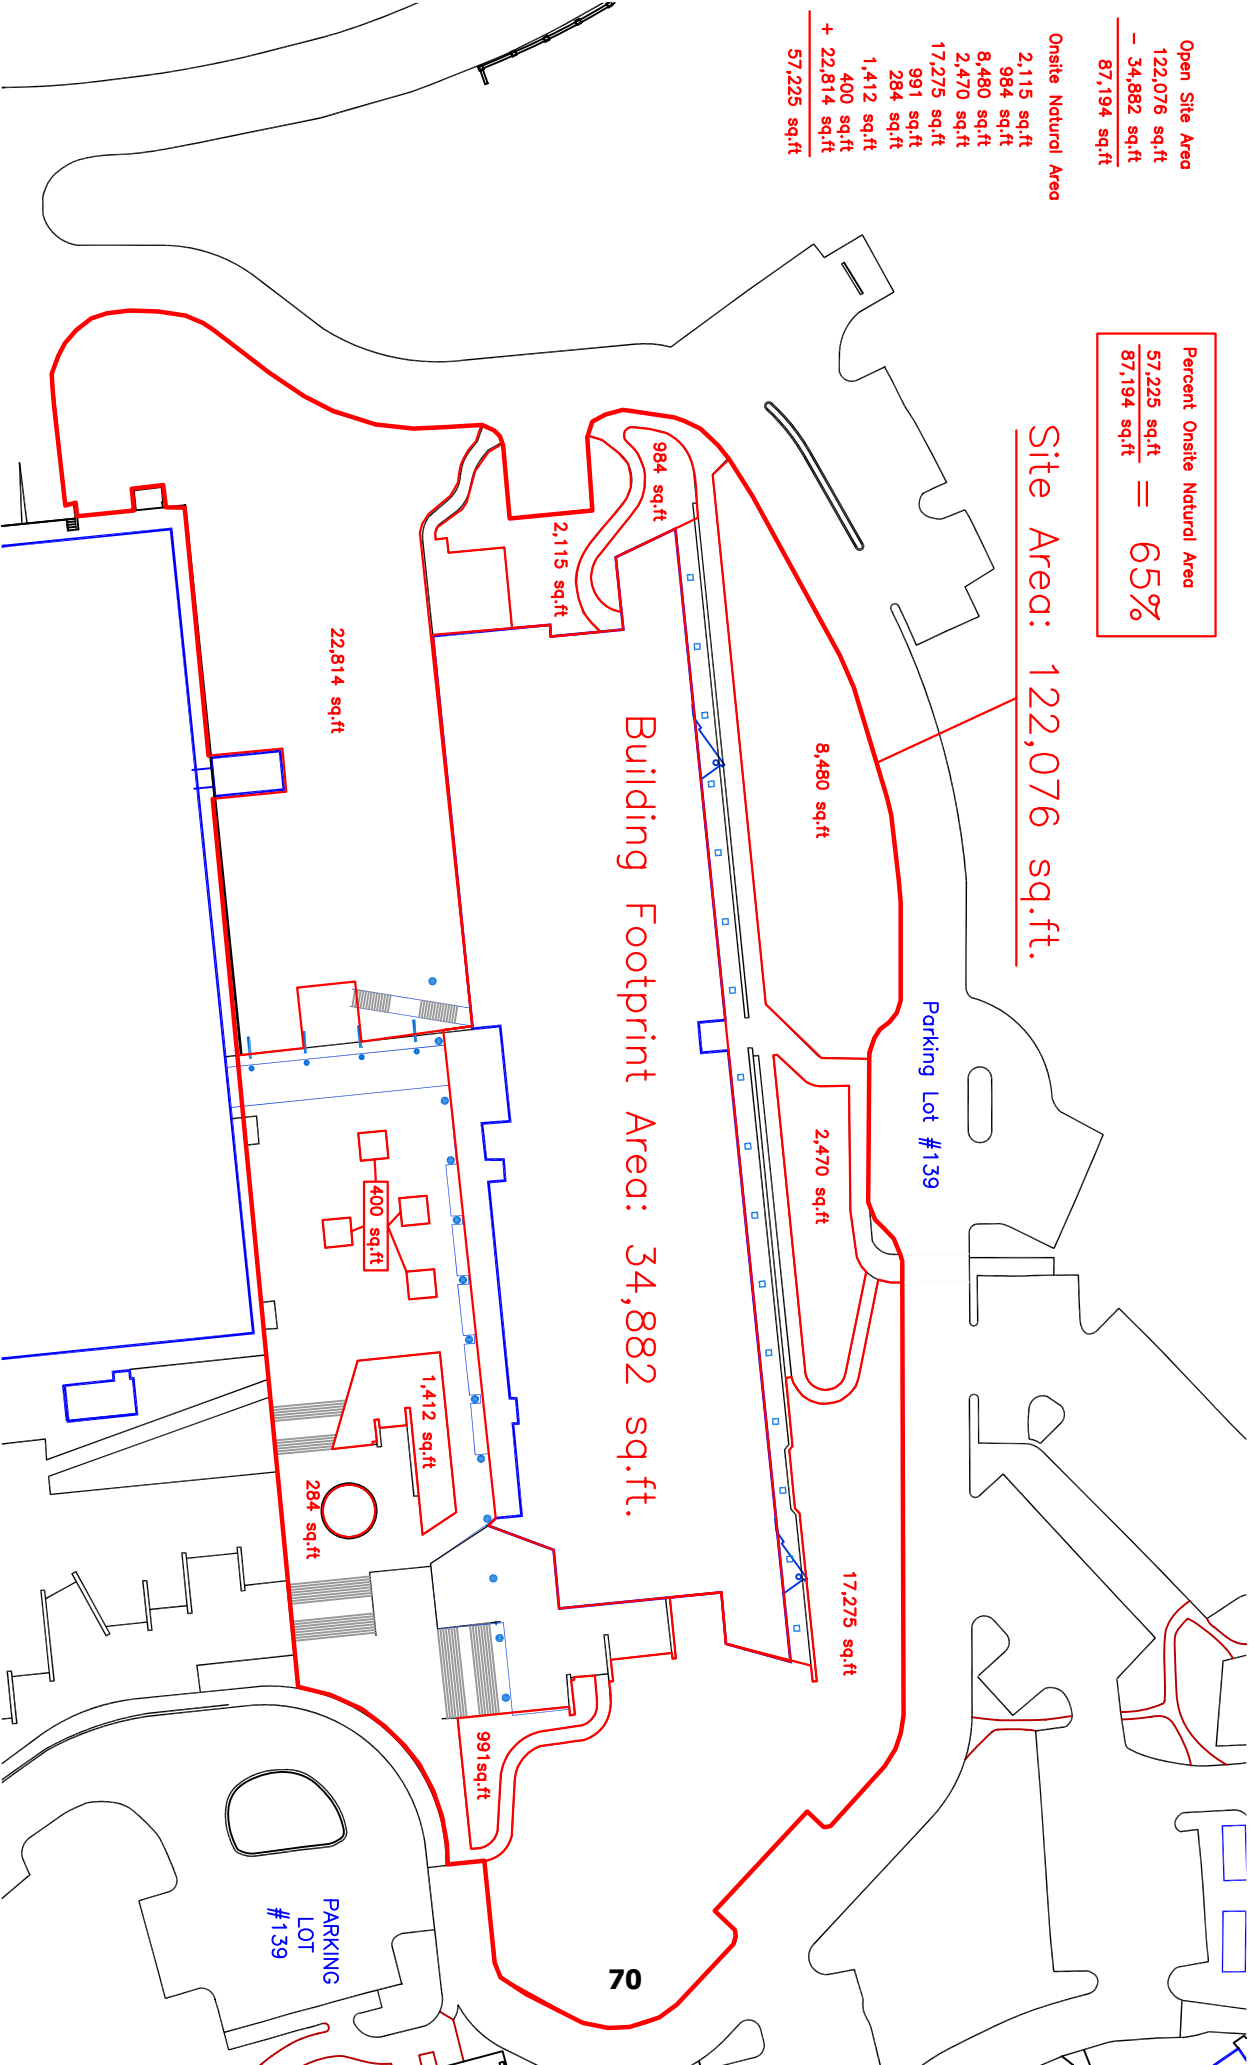 Open Site Area
122,076 sq.ft
- 34,882 sq.ft
87,194 sq.ft
Onsite Natural Area
2,115 sq.ft
984 sq.ft
8,480 sq.ft
2,470 sq.ft
17,275 sq.ft
991 sq.ft
284 sq.ft
1,412 sq.ft
400 sq.ft
+ 22,814 sq.ft
57,225 sq.ft
Percent Onsite Natural Area
57,225 sq.ft
87,194 sq.ft
= 65%
Site Area: 122,076 sq.ft.
984 sq.ft
2,115 sq.ft
22,814 sq.ft
8,480 sq.ft
Building Footprint Area: 34,882 sq.ft.
Parking Lot #139
2,470 sq.ft
400 sq.ft
1,412 sq.ft
284 sq.ft
17,275 sq.ft
991sq.ft
PARKING
LOT
#139
70